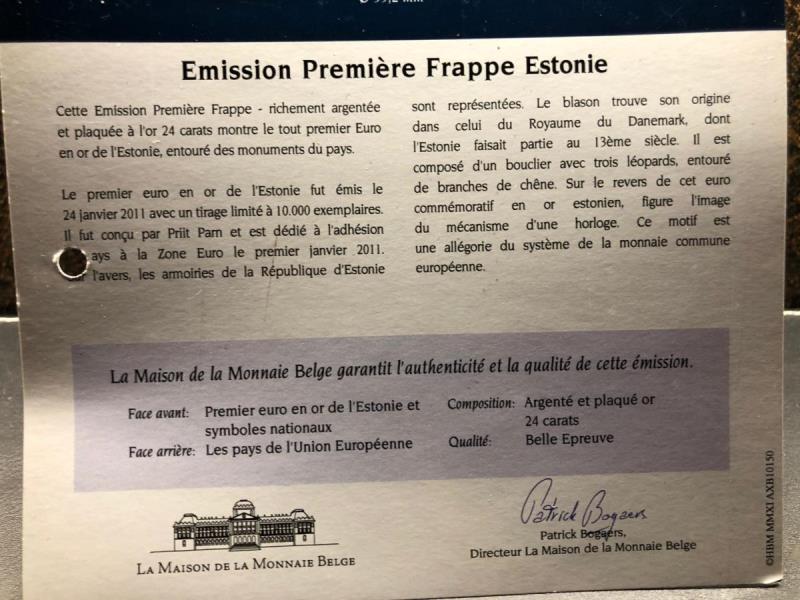 Emission Première Frappe Estonie
Cette Emission Première Frappe - richement argentée
et plaquée à l'or 24 carats montre le tout premier Euro
en or de l'Estonie, entouré des monuments du pays.
Le premier euro en or de l'Estonie fut émis le
24 janvier 2011 avec un tirage limité à 10.000 exemplaires.
Il fut conçu par Priit Parn et est dédié à l'adhésion
ays à la Zone Euro le premier janvier 2011.
l'avers, les armoiries de la République d'Estonie
sont représentées. Le blason trouve son origine
dans celui du Royaume du Danemark, dont
l'Estonie faisait partie au 13ème siècle. Il est
composé d'un bouclier avec trois léopards, entouré
de branches de chêne. Sur le revers de cet euro
commémoratif en or estonien, figure l'image
du mécanisme d'une horloge. Ce motif est
une allégorie du système de la monnaie commune
européenne.
La Maison de la Monnaie Belge garantit l'authenticité et la qualité de cette émission.
Face avant: Premier euro en or de l'Estonie et
symboles nationaux
Face arrière: Les pays de l'Union Européenne
Composition: Argenté et plaqué or
24 carats
Qualité: Belle Epreuve
LA MAISON DE LA MONNAIE BELGE
Patrick Bogaers
Patrick Bogaers,
Directeur La Maison de la Monnaie Belge
©HBM MMXI AXB10150